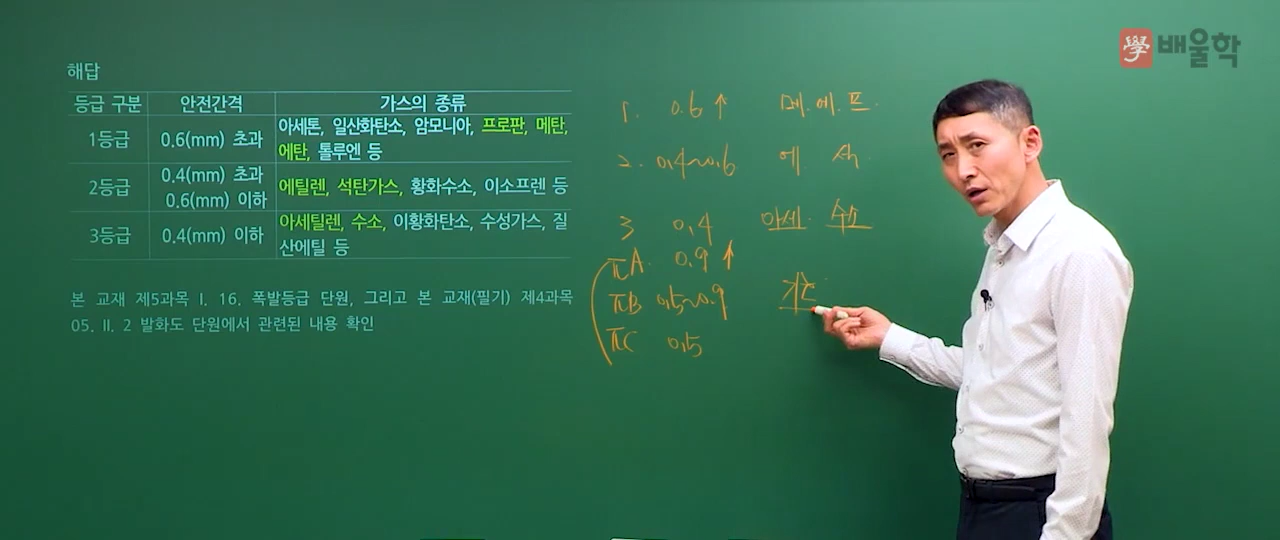 學 배울학
해답
등급 구분 안전간격 가스의 종류
1등급 0.6(mm) 초과 아세톤, 일산화탄소, 암모니아, 프로판, 메탄,
에탄, 톨루엔 등
2등급 0.4(mm) 초과
0.6(mm) 이하 에틸렌, 석탄가스, 황화수소, 이소프렌 등
3등급 0.4(mm) 이하 아세틸렌, 수소, 이황화탄소, 수성가스, 질
산에틸 등
본 교재 제5과목 I. 16. 폭발등급 단원, 그리고 본 교재(필기) 제4과목
05. II. 2 발화도 단원에서 관련된 내용 확인
1. 0.6↑ 메.에.프.
2. 0.4~0.6 에 석.
3 0.4 아세. 수소
ⅡA. 0.9↑
ⅡB 0.5~0.9
ⅡC 0.5